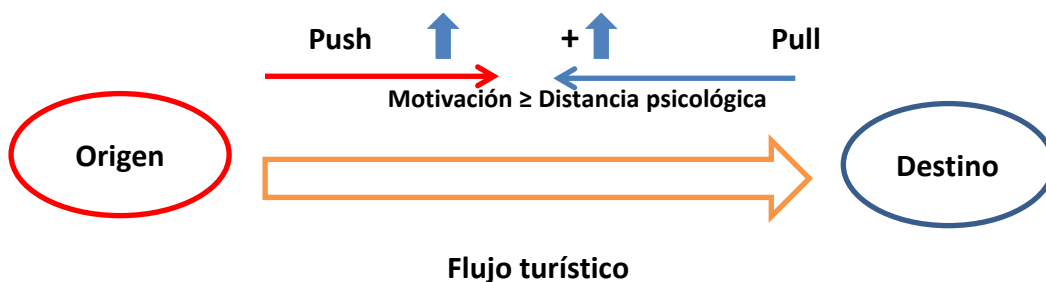 Push + Pull
Motivación ≥ Distancia psicológica
Origen
Destino
Flujo turístico